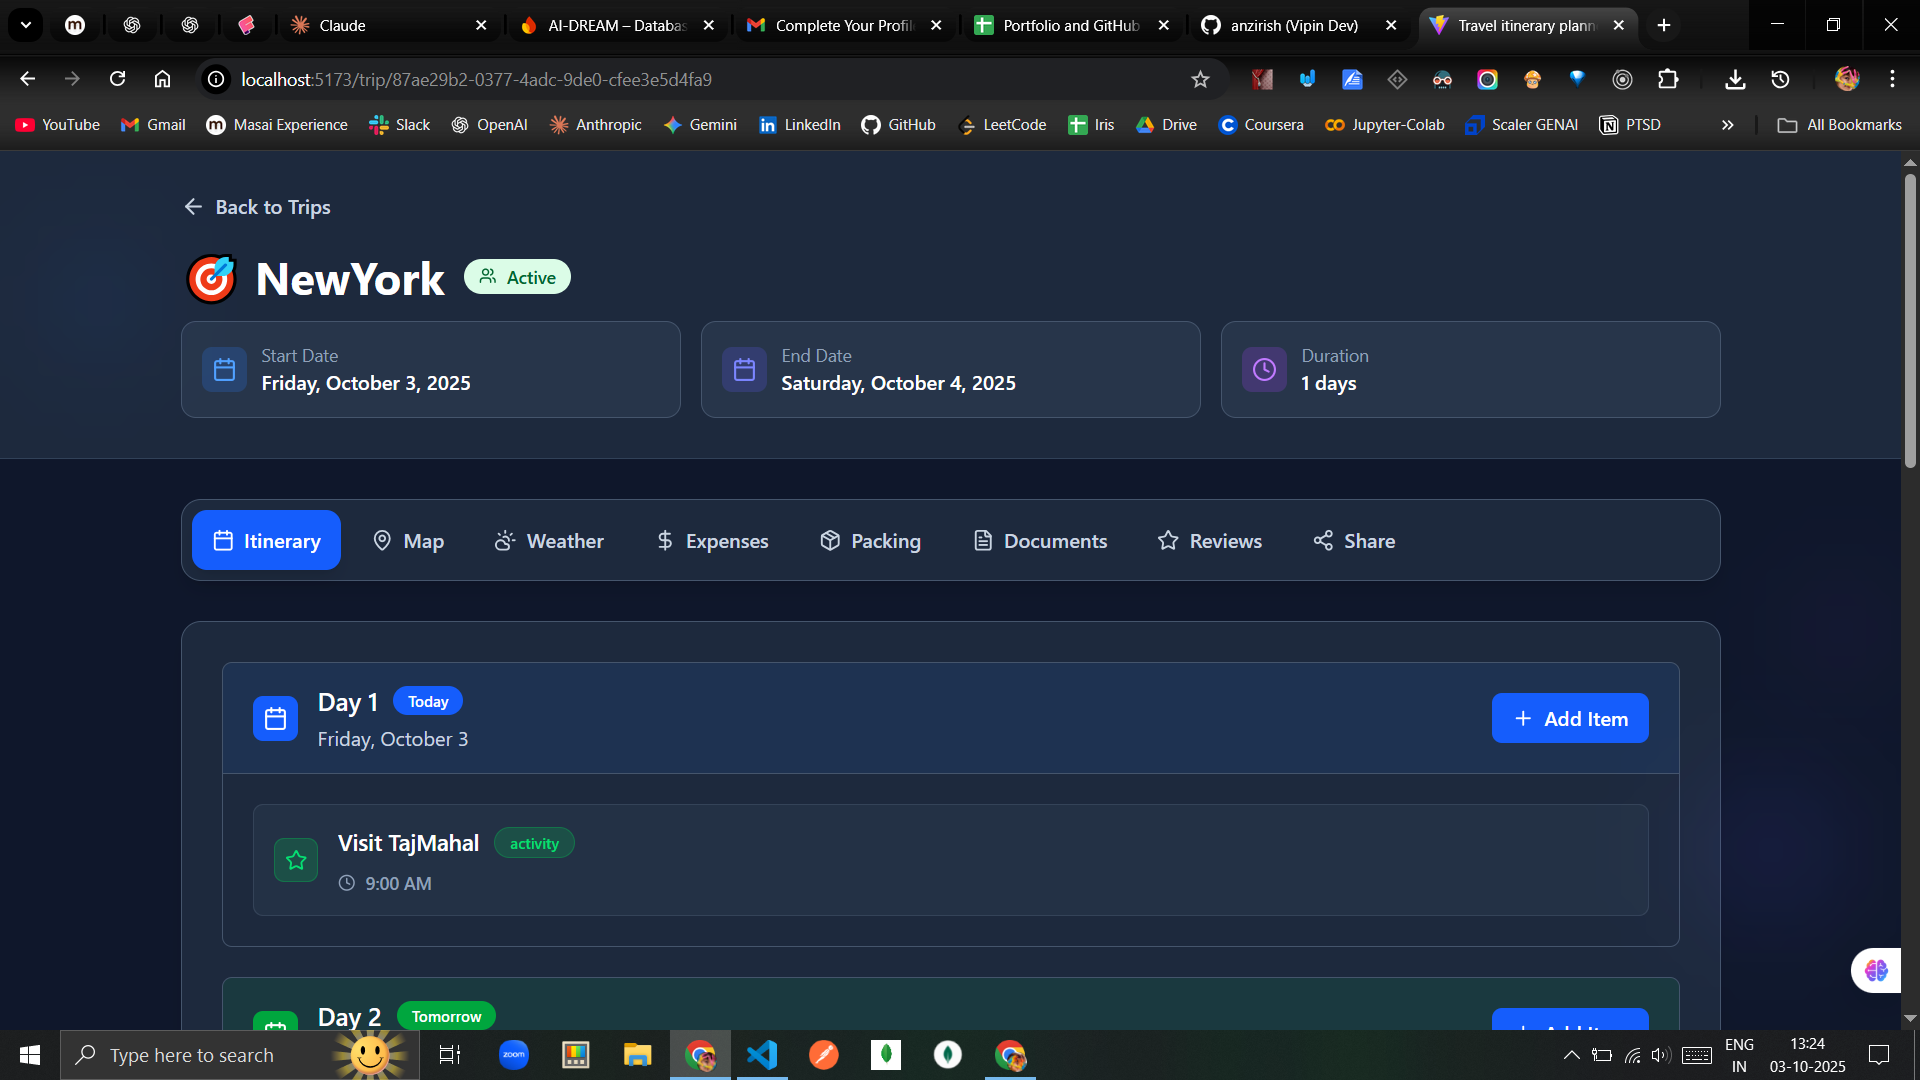 Claude
AI-DREAM – Databas
Complete Your Profil
Portfolio and GitHub
anzirish (Vipin Dev)
Travel itinerary plann
localhost:5173/trip/87ae29b2-0377-4adc-9de0-cfee3e5d4fa9
YouTube
Gmail
Masai Experience
Slack
OpenAI
Anthropic
Gemini
LinkedIn
GitHub
LeetCode
Iris
Drive
Coursera
Jupyter-Colab
Scaler GENAI
PTSD
All Bookmarks
Back to Trips
NewYork
Active
Start Date
Friday, October 3, 2025
End Date
Saturday, October 4, 2025
Duration
1 days
Itinerary
Map
Weather
Expenses
Packing
Documents
Reviews
Share
Day 1
Today
Friday, October 3
+ Add Item
Visit TajMahal
activity
9:00 AM
Day 2
Tomorrow
Type here to search
zoom
ENG
IN
13:24
03-10-2025